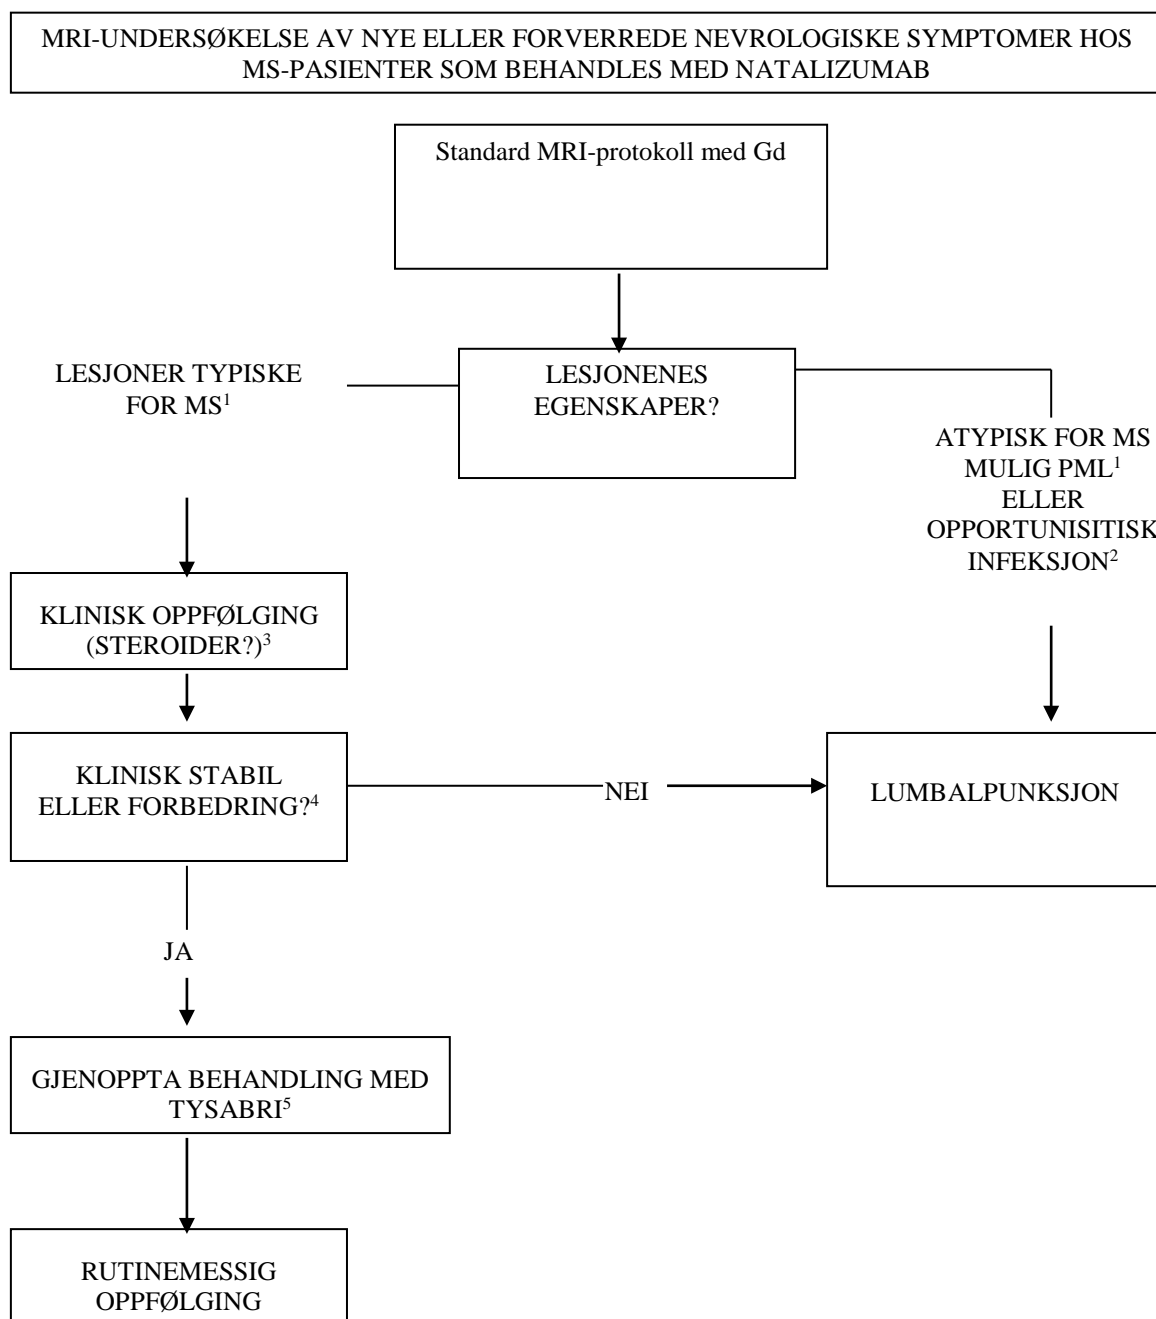 MRI-UNDERSØKELSE AV NYE ELLER FORVERREDE NEVROLOGISKE SYMPTOMER HOS
MS-PASIENTER SOM BEHANDLES MED NATALIZUMAB
Standard MRI-protokoll med Gd
LESJONER TYPISKE
FOR MS¹
LESJONENES
EGENSKAPER?
ATYPISK FOR MS
MULIG PML¹
ELLER
OPPORTUNISITISK
INFEKSJON²
KLINISK OPPFØLGING
(STEROIDER?)³
KLINISK STABIL
ELLER FORBEDRING?⁴
NEI
LUMBALPUNKSJON
JA
GJENOPPTA BEHANDLING MED
TYSABRI⁵
RUTINEMESSIG
OPPFØLGING